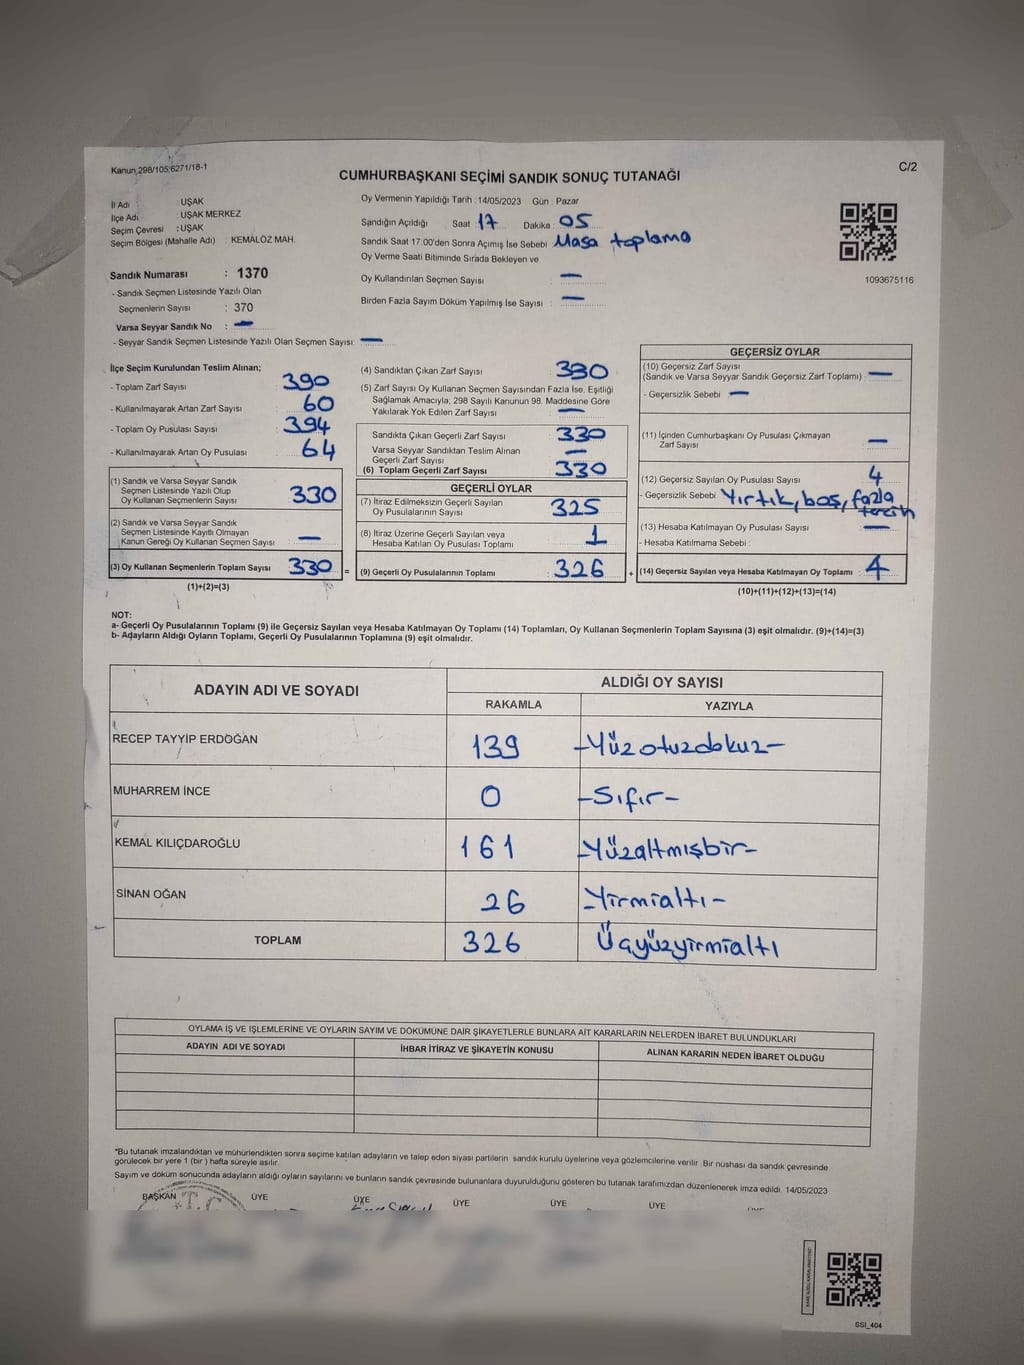 Kanun;298/105;6271/18-1
C/2
CUMHURBAŞKANI SEÇİMİ SANDIK SONUÇ TUTANAĞI
İl Adı : UŞAK
İlçe Adı : UŞAK MERKEZ
Seçim Çevresi : UŞAK
Seçim Bölgesi (Mahalle Adı) : KEMALÖZ MAH.
Sandık Numarası : 1370
- Sandık Seçmen Listesinde Yazılı Olan
Seçmenlerin Sayısı : 370
Varsa Seyyar Sandık No : —
- Seyyar Sandık Seçmen Listesinde Yazılı Olan Seçmen Sayısı: —
Oy Vermenin Yapıldığı Tarih : 14/05/2023 Gün : Pazar
Sandığın Açıldığı Saat : 17 Dakika : 05
Sandık Saat 17.00'den Sonra Açılmış İse Sebebi : Masa toplama
Oy Verme Saati Bitiminde Sırada Bekleyen ve
Oy Kullandırılan Seçmen Sayısı : —
Birden Fazla Sayım Döküm Yapılmış İse Sayısı : —
1093675116
İlçe Seçim Kurulundan Teslim Alınan;
- Toplam Zarf Sayısı 390
- Kullanılmayarak Artan Zarf Sayısı 60
- Toplam Oy Pusulası Sayısı 394
- Kullanılmayarak Artan Oy Pusulası 64
(1) Sandık ve Varsa Seyyar Sandık
Seçmen Listesinde Yazılı Olup
Oy Kullanan Seçmenlerin Sayısı 330
(2) Sandık ve Varsa Seyyar Sandık
Seçmen Listesinde Kayıtlı Olmayan
Kanun Gereği Oy Kullanan Seçmen Sayısı —
(3) Oy Kullanan Seçmenlerin Toplam Sayısı 330 =
(1)+(2)=(3)
(4) Sandıktan Çıkan Zarf Sayısı 330
(5) Zarf Sayısı Oy Kullanan Seçmen Sayısından Fazla İse, Eşitliği
Sağlamak Amacıyla, 298 Sayılı Kanunun 98. Maddesine Göre
Yakılarak Yok Edilen Zarf Sayısı —
Sandıkta Çıkan Geçerli Zarf Sayısı 330
Varsa Seyyar Sandıktan Teslim Alınan
Geçerli Zarf Sayısı —
(6) Toplam Geçerli Zarf Sayısı 330
GEÇERLİ OYLAR
(7) İtiraz Edilmeksizin Geçerli Sayılan
Oy Pusulalarının Sayısı 325
(8) İtiraz Üzerine Geçerli Sayılan veya
Hesaba Katılan Oy Pusulası Toplamı 1
(9) Geçerli Oy Pusulalarının Toplamı : 326 +
GEÇERSİZ OYLAR
(10) Geçersiz Zarf Sayısı
(Sandık ve Varsa Seyyar Sandık Geçersiz Zarf Toplamı) —
- Geçersizlik Sebebi : —
(11) İçinden Cumhurbaşkanı Oy Pusulası Çıkmayan
Zarf Sayısı —
(12) Geçersiz Sayılan Oy Pusulası Sayısı 4
- Geçersizlik Sebebi : Yırtık, boş, fazla
tercih
(13) Hesaba Katılmayan Oy Pusulası Sayısı —
- Hesaba Katılmama Sebebi :
(14) Geçersiz Sayılan veya Hesaba Katılmayan Oy Toplamı 4
(10)+(11)+(12)+(13)=(14)
NOT:
a- Geçerli Oy Pusulalarının Toplamı (9) ile Geçersiz Sayılan veya Hesaba Katılmayan Oy Toplamı (14) Toplamları, Oy Kullanan Seçmenlerin Toplam Sayısına (3) eşit olmalıdır. (9)+(14)=(3)
b- Adayların Aldığı Oyların Toplamı, Geçerli Oy Pusulalarının Toplamına (9) eşit olmalıdır.
ADAYIN ADI VE SOYADI ALDIĞI OY SAYISI
RAKAMLA YAZIYLA
RECEP TAYYİP ERDOĞAN 139 -Yüzotuzdokuz-
MUHARREM İNCE 0 -Sıfır-
KEMAL KILIÇDAROĞLU 161 -Yüzaltmışbir-
SİNAN OĞAN 26 -Yirmialtı-
TOPLAM 326 Üçyüzyirmialtı
OYLAMA İŞ VE İŞLEMLERİNE VE OYLARIN SAYIM VE DÖKÜMÜNE DAİR ŞİKAYETLERLE BUNLARA AİT KARARLARIN NELERDEN İBARET BULUNDUKLARI
ADAYIN ADI VE SOYADI İHBAR İTİRAZ VE ŞİKAYETİN KONUSU ALINAN KARARIN NEDEN İBARET OLDUĞU
*Bu tutanak imzalandıktan ve mühürlendikten sonra seçime katılan adayların ve talep eden siyasi partilerin sandık kurulu üyelerine veya gözlemcilerine verilir. Bir nüshası da sandık çevresinde
görülecek bir yere 1 (bir ) hafta süreyle asılır.
Sayım ve döküm sonucunda adayların aldığı oyların sayılarını ve bunların sandık çevresinde bulunanlara duyurulduğunu gösteren bu tutanak tarafımızdan düzenlenerek imza edildi. 14/05/2023
BAŞKAN ÜYE ÜYE ÜYE ÜYE ÜYE
T.C.
SSI_404